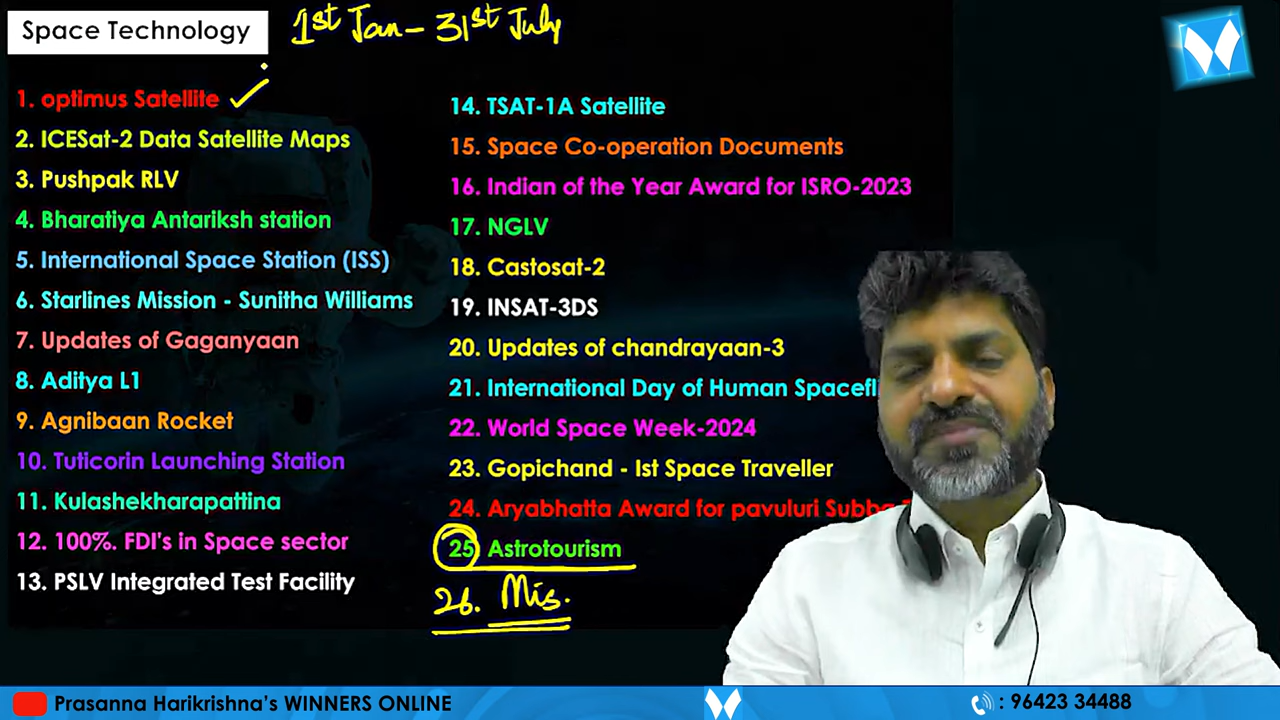 Space Technology
1st Jan - 31st July
1. optimus Satellite
2. ICESat-2 Data Satellite Maps
3. Pushpak RLV
4. Bharatiya Antariksh station
5. International Space Station (ISS)
6. Starlines Mission - Sunitha Williams
7. Updates of Gaganyaan
8. Aditya L1
9. Agnibaan Rocket
10. Tuticorin Launching Station
11. Kulashekharapattina
12. 100%. FDI's in Space sector
13. PSLV Integrated Test Facility
14. TSAT-1A Satellite
15. Space Co-operation Documents
16. Indian of the Year Award for ISRO-2023
17. NGLV
18. Castosat-2
19. INSAT-3DS
20. Updates of chandrayaan-3
21. International Day of Human Spacefl
22. World Space Week-2024
23. Gopichand - Ist Space Traveller
24. Aryabhatta Award for pavuluri Subba
25 Astrotourism
26. Mis.
Prasanna Harikrishna's WINNERS ONLINE
: 96423 34488